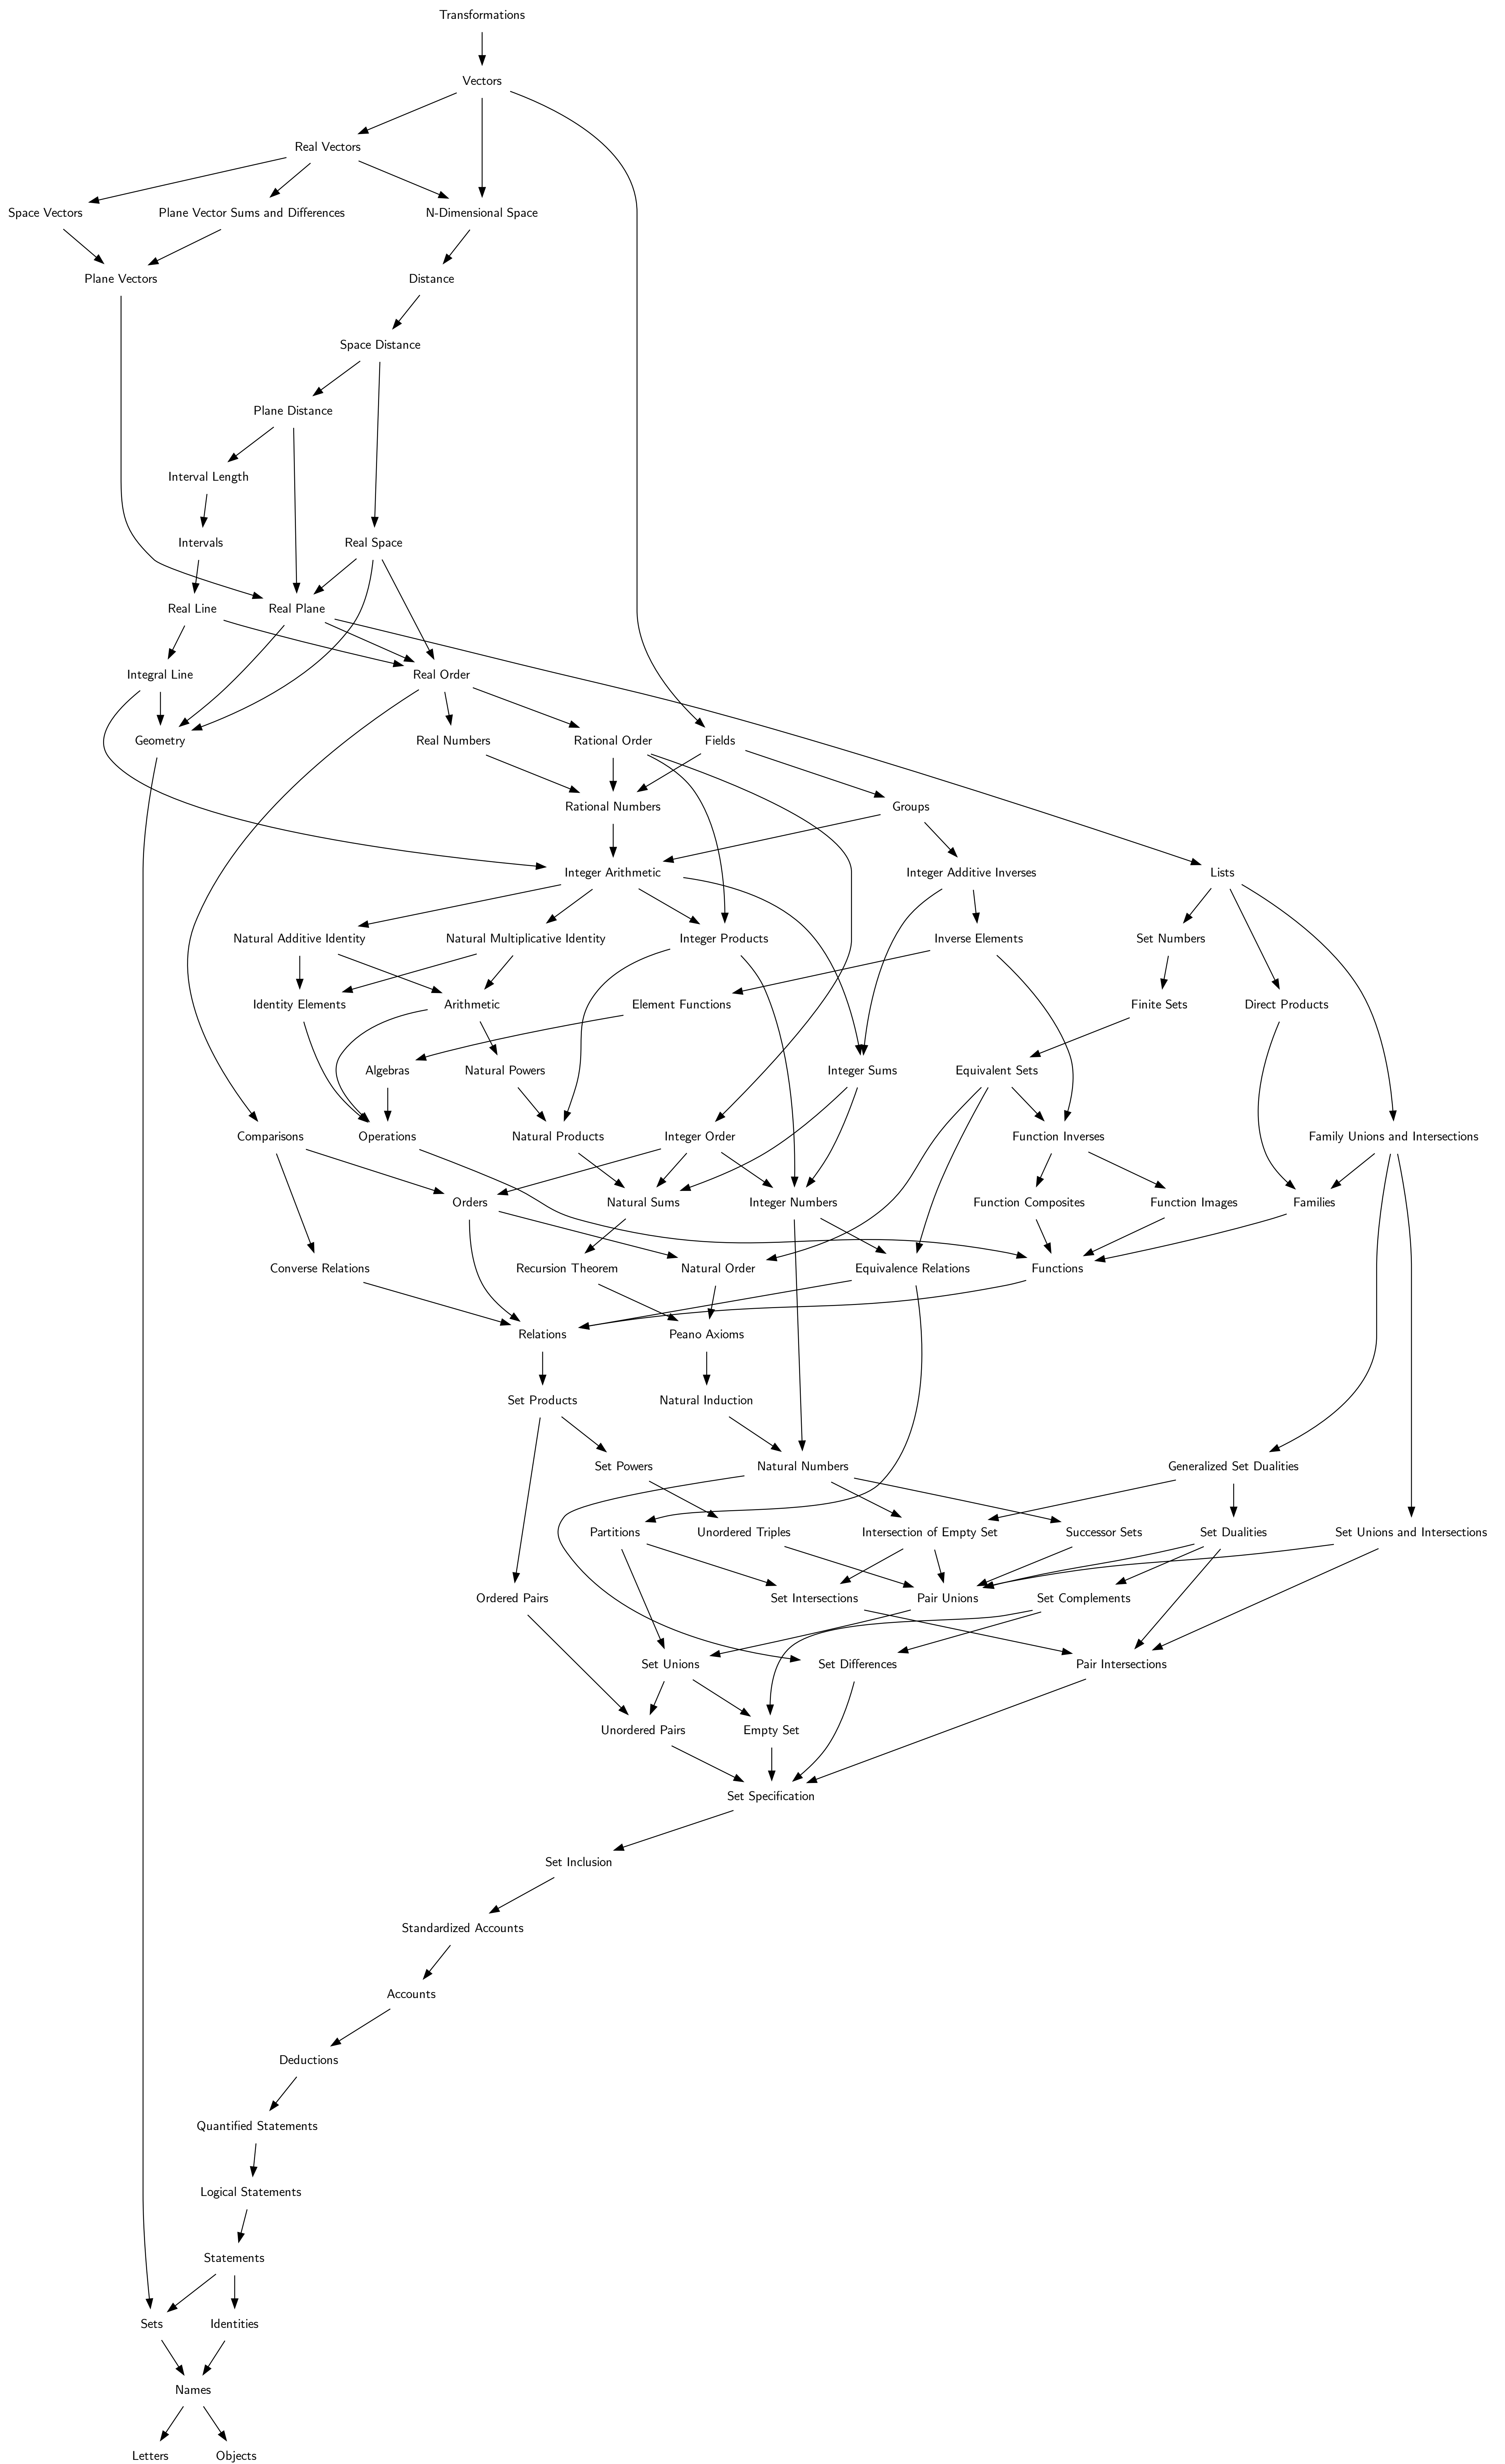 Transformations
Vectors
Real Vectors
Space Vectors
Plane Vector Sums and Differences
N-Dimensional Space
Plane Vectors
Distance
Space Distance
Plane Distance
Interval Length
Intervals
Real Space
Real Line
Real Plane
Integral Line
Real Order
Geometry
Real Numbers
Rational Order
Fields
Rational Numbers
Groups
Integer Arithmetic
Integer Additive Inverses
Lists
Natural Additive Identity
Natural Multiplicative Identity
Integer Products
Inverse Elements
Set Numbers
Identity Elements
Arithmetic
Element Functions
Finite Sets
Direct Products
Algebras
Natural Powers
Integer Sums
Equivalent Sets
Comparisons
Operations
Natural Products
Integer Order
Function Inverses
Family Unions and Intersections
Orders
Natural Sums
Integer Numbers
Function Composites
Function Images
Families
Converse Relations
Recursion Theorem
Natural Order
Equivalence Relations
Functions
Relations
Peano Axioms
Set Products
Natural Induction
Set Powers
Natural Numbers
Generalized Set Dualities
Partitions
Unordered Triples
Intersection of Empty Set
Successor Sets
Set Dualities
Set Unions and Intersections
Ordered Pairs
Set Intersections
Pair Unions
Set Complements
Set Unions
Set Differences
Pair Intersections
Unordered Pairs
Empty Set
Set Specification
Set Inclusion
Standardized Accounts
Accounts
Deductions
Quantified Statements
Logical Statements
Statements
Sets
Identities
Names
Letters
Objects